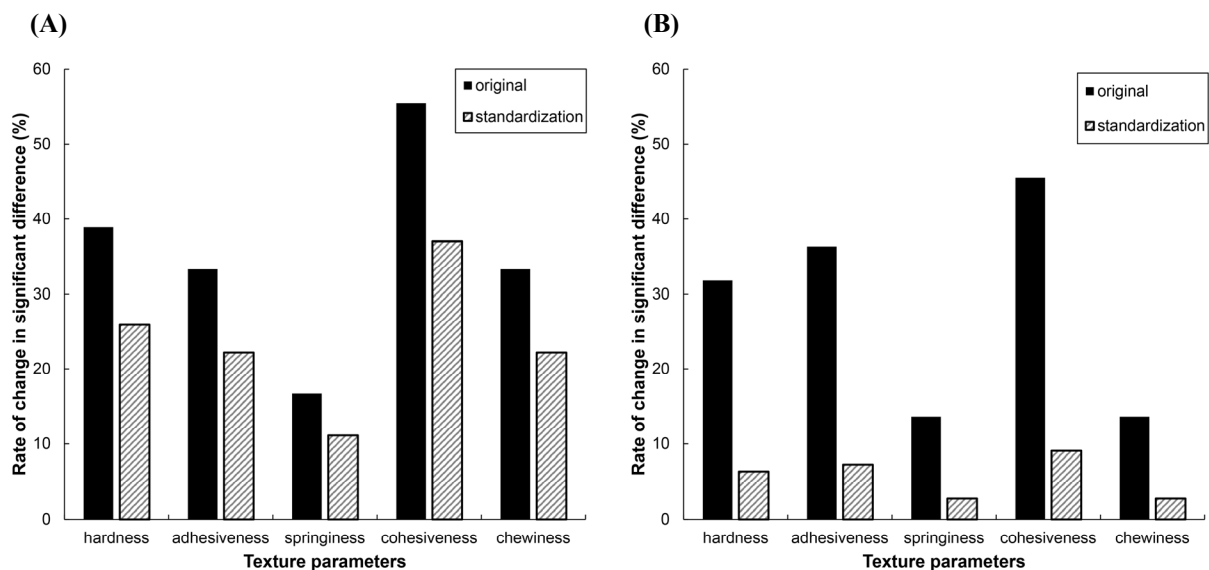 (A)
Rate of change in significant difference (%)
60
50
40
30
20
10
0
original
standardization
hardness adhesiveness springiness cohesiveness chewiness
Texture parameters
(B)
Rate of change in significant difference (%)
60
50
40
30
20
10
0
original
standardization
hardness adhesiveness springiness cohesiveness chewiness
Texture parameters